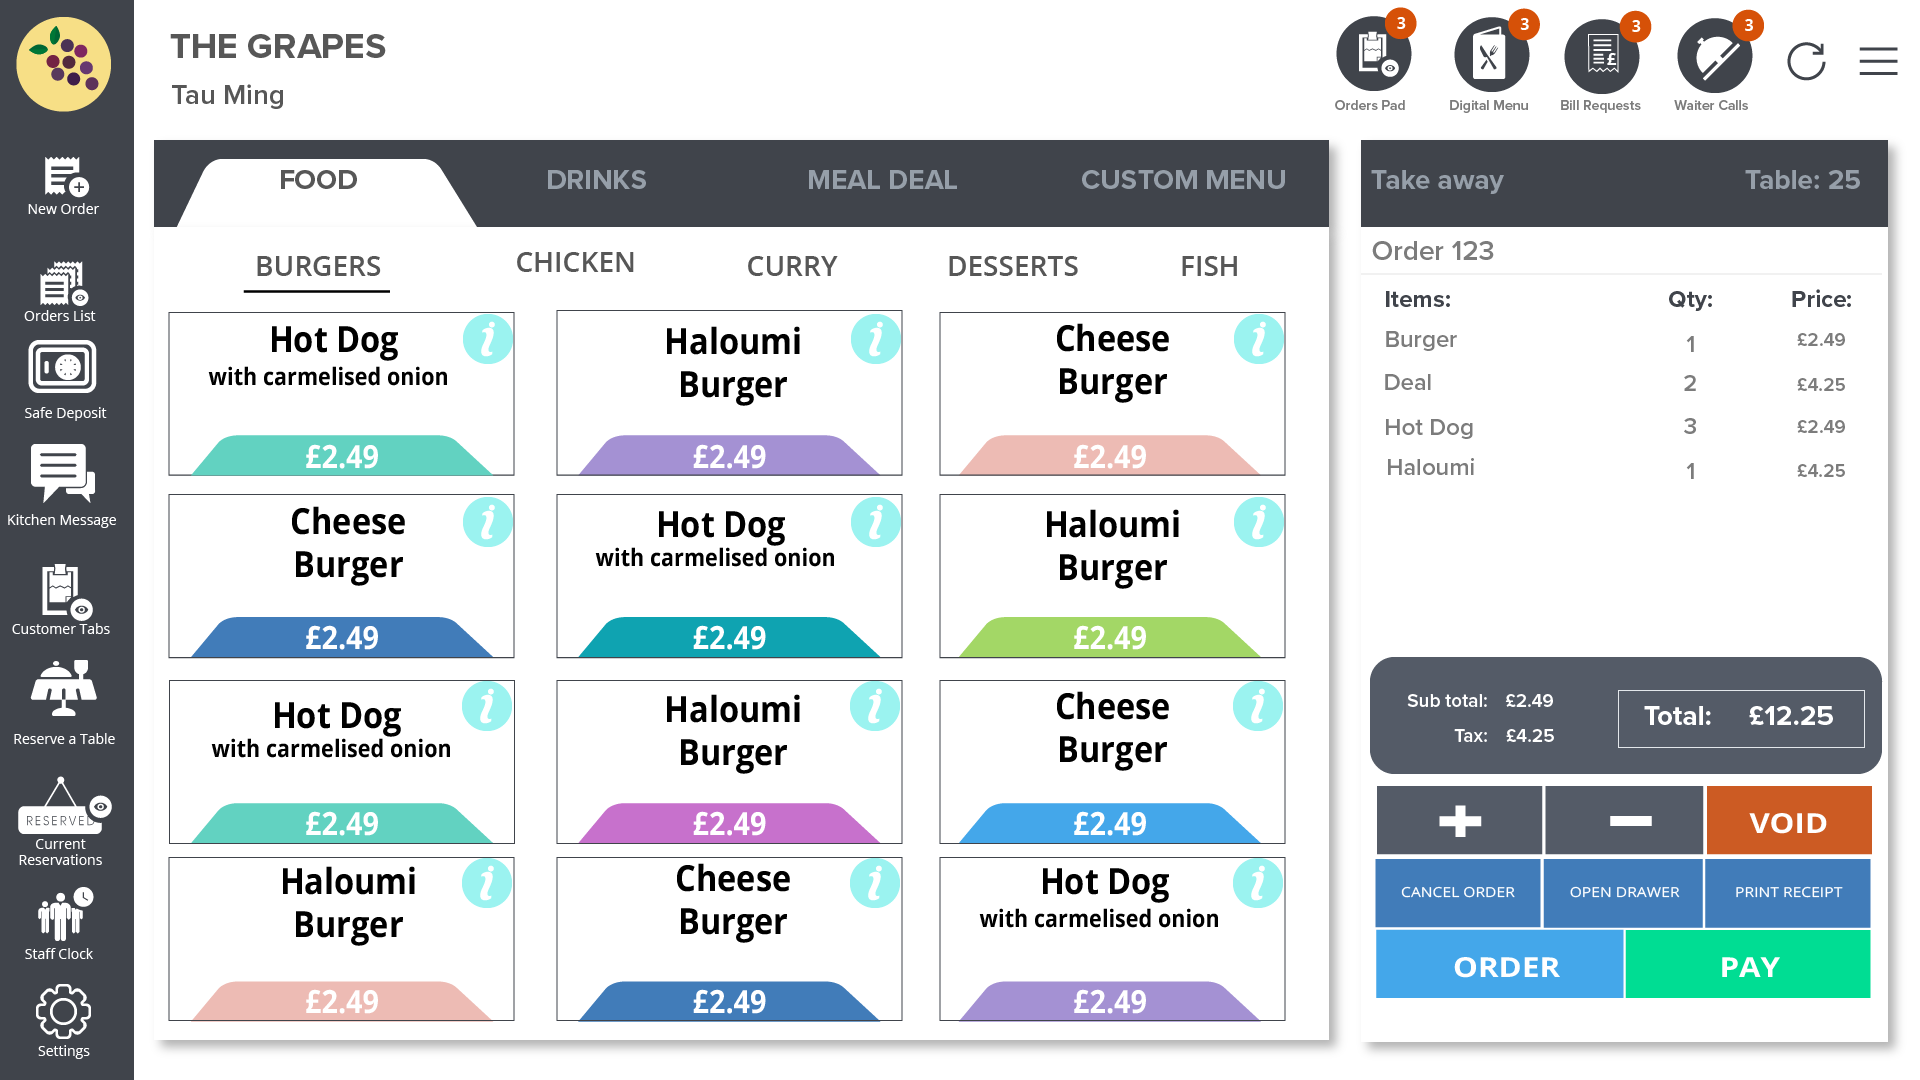 THE GRAPES
Tau Ming
3
3
3
3
£
Orders Pad
Digital Menu
Bill Requests
Waiter Calls
New Order
Orders List
Safe Deposit
Kitchen Message
Customer Tabs
Reserve a Table
RESERVED
Current
Reservations
Staff Clock
Settings
FOOD
DRINKS
MEAL DEAL
CUSTOM MENU
BURGERS
CHICKEN
CURRY
DESSERTS
FISH
Hot Dog
with carmelised onion
i
£2.49
Haloumi
Burger
i
£2.49
Cheese
Burger
i
£2.49
Cheese
Burger
i
£2.49
Hot Dog
with carmelised onion
i
£2.49
Haloumi
Burger
i
£2.49
Hot Dog
with carmelised onion
i
£2.49
Haloumi
Burger
i
£2.49
Cheese
Burger
i
£2.49
Haloumi
Burger
i
£2.49
Cheese
Burger
i
£2.49
Hot Dog
with carmelised onion
i
£2.49
Take away Table: 25
Order 123
Items: Qty: Price:
Burger 1 £2.49
Deal 2 £4.25
Hot Dog 3 £2.49
Haloumi 1 £4.25
Sub total: £2.49
Tax: £4.25
Total: £12.25
VOID
CANCEL ORDER
OPEN DRAWER
PRINT RECEIPT
ORDER
PAY